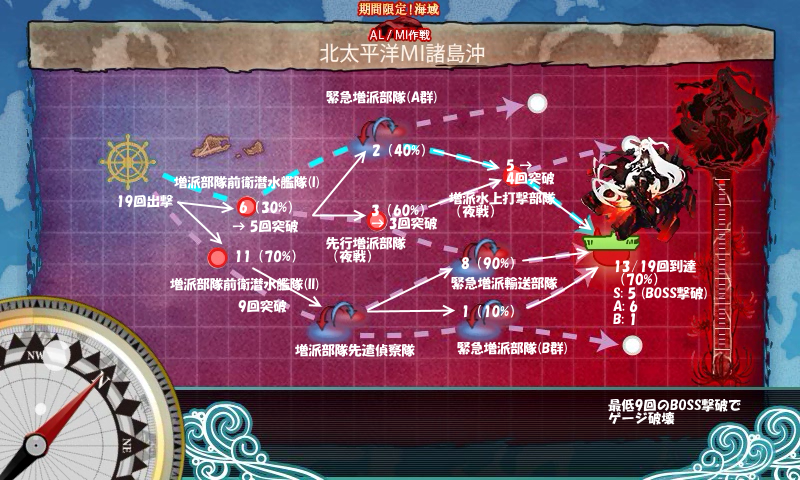 期間限定!海域
AL/MI作戦
北太平洋MI諸島沖
緊急増派部隊(A群)
2 (40%)
5 →
4回突破
増派部隊前衛潜水艦隊(I)
19回出撃
6 (30%)
→ 5回突破
3 (60%)
→ 3回突破
増派水上打撃部隊
(夜戦)
先行増派部隊
(夜戦)
11 (70%)
8 (90%)
増派部隊前衛潜水艦隊(II)
緊急増派輸送部隊
13/19回到達
(70%)
S: 5 (BOSS撃破)
A: 6
B: 1
9回突破
1 (10%)
増派部隊先遣偵察隊
緊急増派部隊(B群)
NW
N
NE
最低9回のBOSS撃破で
ゲージ破壊